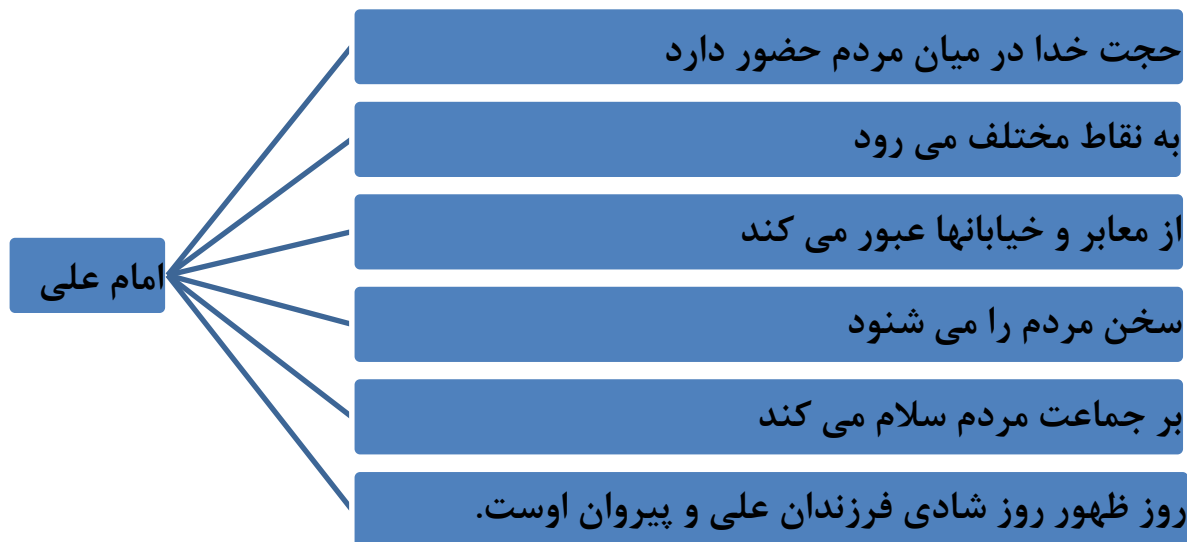 امام علی
حجت خدا در میان مردم حضور دارد
به نقاط مختلف می رود
از معابر و خیابانها عبور می کند
سخن مردم را می شنود
بر جماعت مردم سلام می کند
روز ظهور روز شادی فرزندان علی و پیروان اوست.